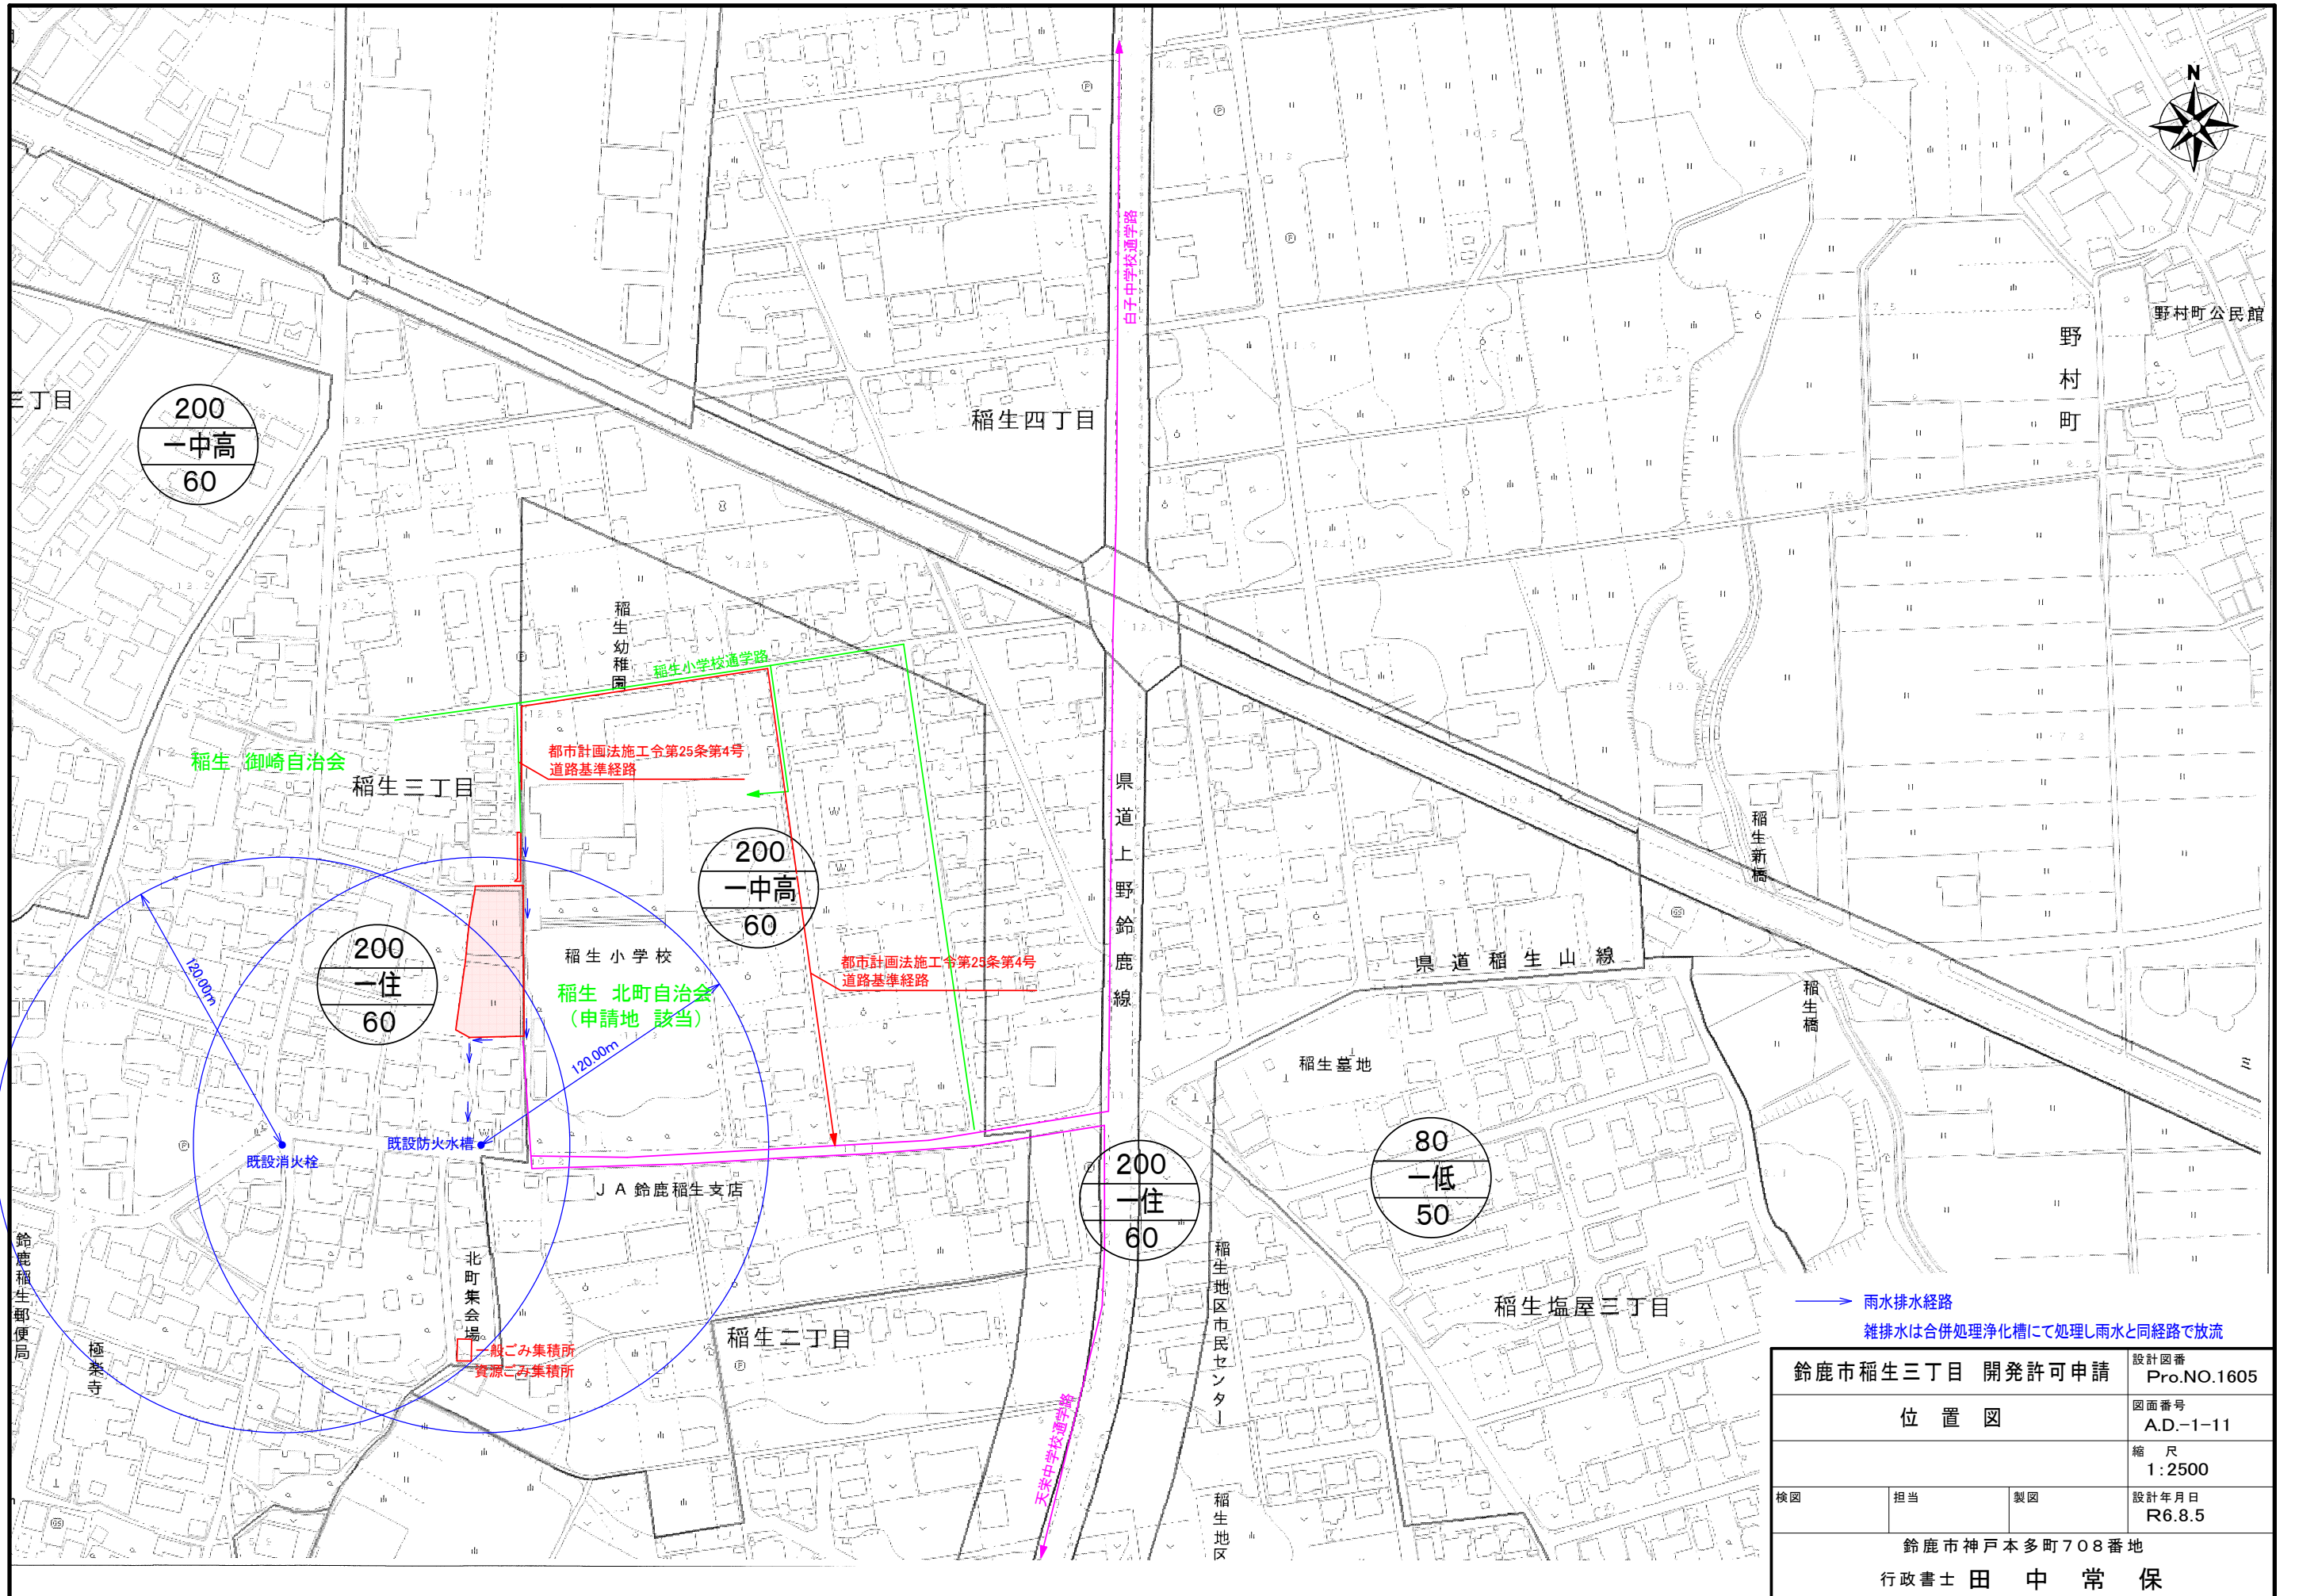 N
白子中学校通学路
野村町公民館
野村町
三丁目
200
一中高
60
稲生四丁目
稲生幼稚園
稲生小学校通学路
都市計画法施工令第25条第4号
道路基準経路
稲生 御崎自治会
稲生三丁目
県道上野鈴鹿線
稲生新橋
200
一中高
60
200
一住
60
稲生小学校
稲生 北町自治会
(申請地 該当)
都市計画法施工令第25条第4号
道路基準経路
県道稲生山線
稲生橋
120.00m
120.00m
稲生墓地
既設消火栓
既設防火水槽
JA鈴鹿稲生支店
200
一住
60
80
一低
50
鈴鹿稲生郵便局
極楽寺
北町集会場
一般ごみ集積所
資源ごみ集積所
稲生二丁目
稲生地区市民センター
稲生塩屋三丁目
天栄中学校通学路
稲生地区
雨水排水経路
雑排水は合併処理浄化槽にて処理し雨水と同経路で放流
鈴鹿市稲生三丁目 開発許可申請
設計図番
Pro.NO.1605
位置図
図面番号
A.D.-1-11
縮尺
1:2500
検図
担当
製図
設計年月日
R6.8.5
鈴鹿市神戸本多町708番地
行政書士 田中常保